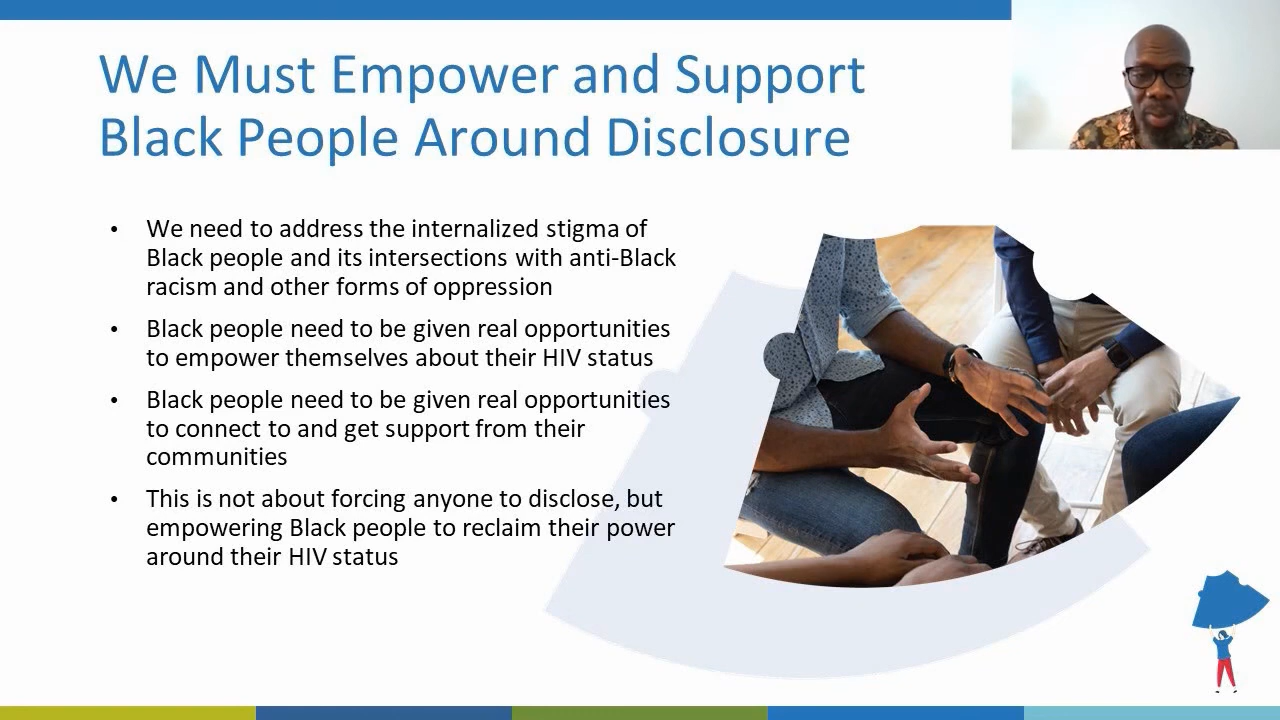 We Must Empower and Support
Black People Around Disclosure
• We need to address the internalized stigma of
Black people and its intersections with anti-Black
racism and other forms of oppression
• Black people need to be given real opportunities
to empower themselves about their HIV status
• Black people need to be given real opportunities
to connect to and get support from their
communities
• This is not about forcing anyone to disclose, but
empowering Black people to reclaim their power
around their HIV status